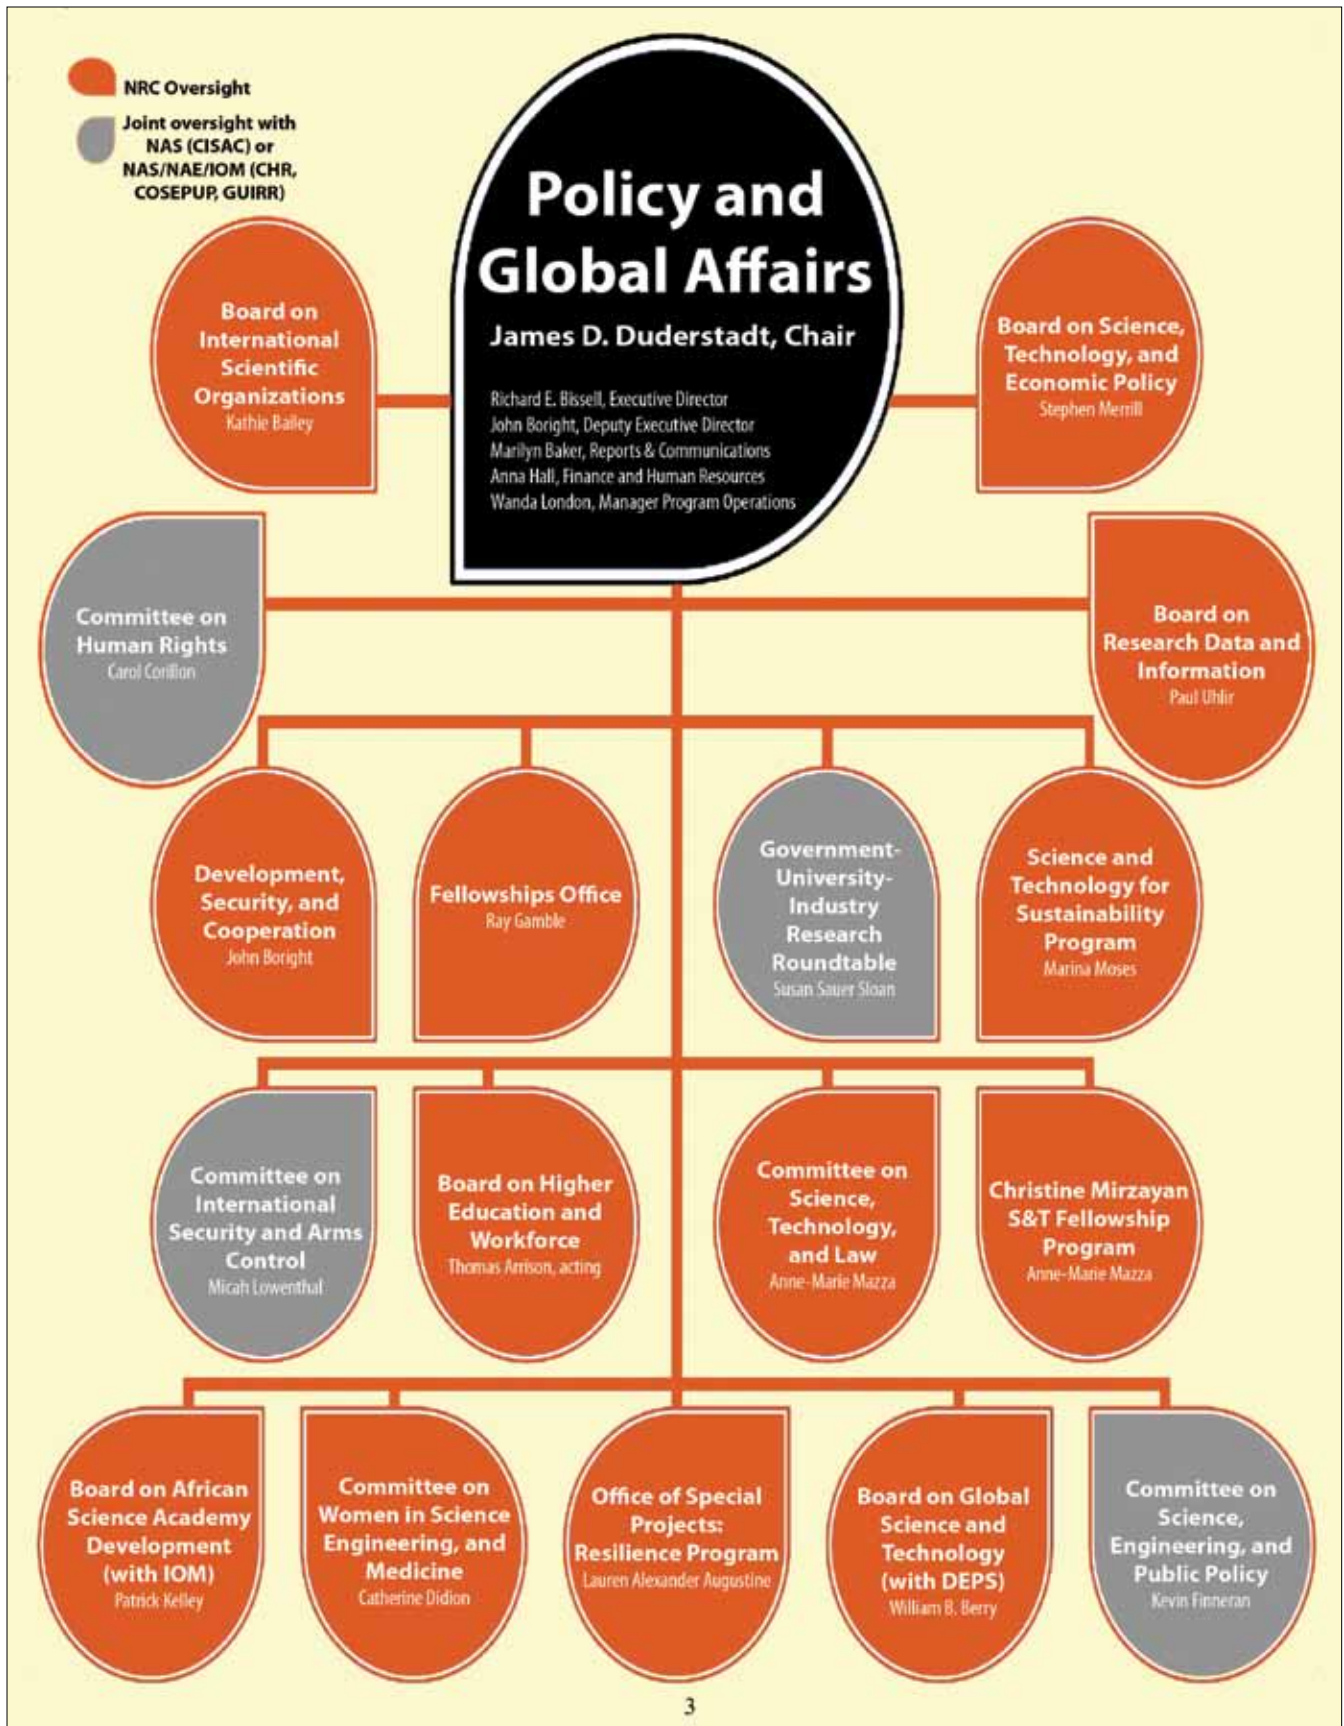 NRC Oversight
Joint oversight with
NAS (CISAC) or
NAS/NAE/IOM (CHR,
COSEPUP, GUIRR)
Policy and
Global Affairs
James D. Duderstadt, Chair
Richard E. Bissell, Executive Director
John Boright, Deputy Executive Director
Marilyn Baker, Reports & Communications
Anna Hall, Finance and Human Resources
Wanda London, Manager Program Operations
Board on
International
Scientific
Organizations
Kathie Bailey
Board on Science,
Technology, and
Economic Policy
Stephen Merrill
Committee on
Human Rights
Carol Corillon
Board on
Research Data and
Information
Paul Uhlir
Development,
Security, and
Cooperation
John Boright
Fellowships Office
Ray Gamble
Government-
University-
Industry
Research
Roundtable
Susan Sauer Sloan
Science and
Technology for
Sustainability
Program
Marina Moses
Committee on
International
Security and Arms
Control
Micah Lowenthal
Board on Higher
Education and
Workforce
Thomas Arrison, acting
Committee on
Science,
Technology,
and Law
Anne-Marie Mazza
Christine Mirzayan
S&T Fellowship
Program
Anne-Marie Mazza
Board on African
Science Academy
Development
(with IOM)
Patrick Kelley
Committee on
Women in Science
Engineering, and
Medicine
Catherine Didion
Office of Special
Projects:
Resilience Program
Lauren Alexander Augustine
Board on Global
Science and
Technology
(with DEPS)
William B. Berry
Committee on
Science,
Engineering, and
Public Policy
Kevin Finneran
3